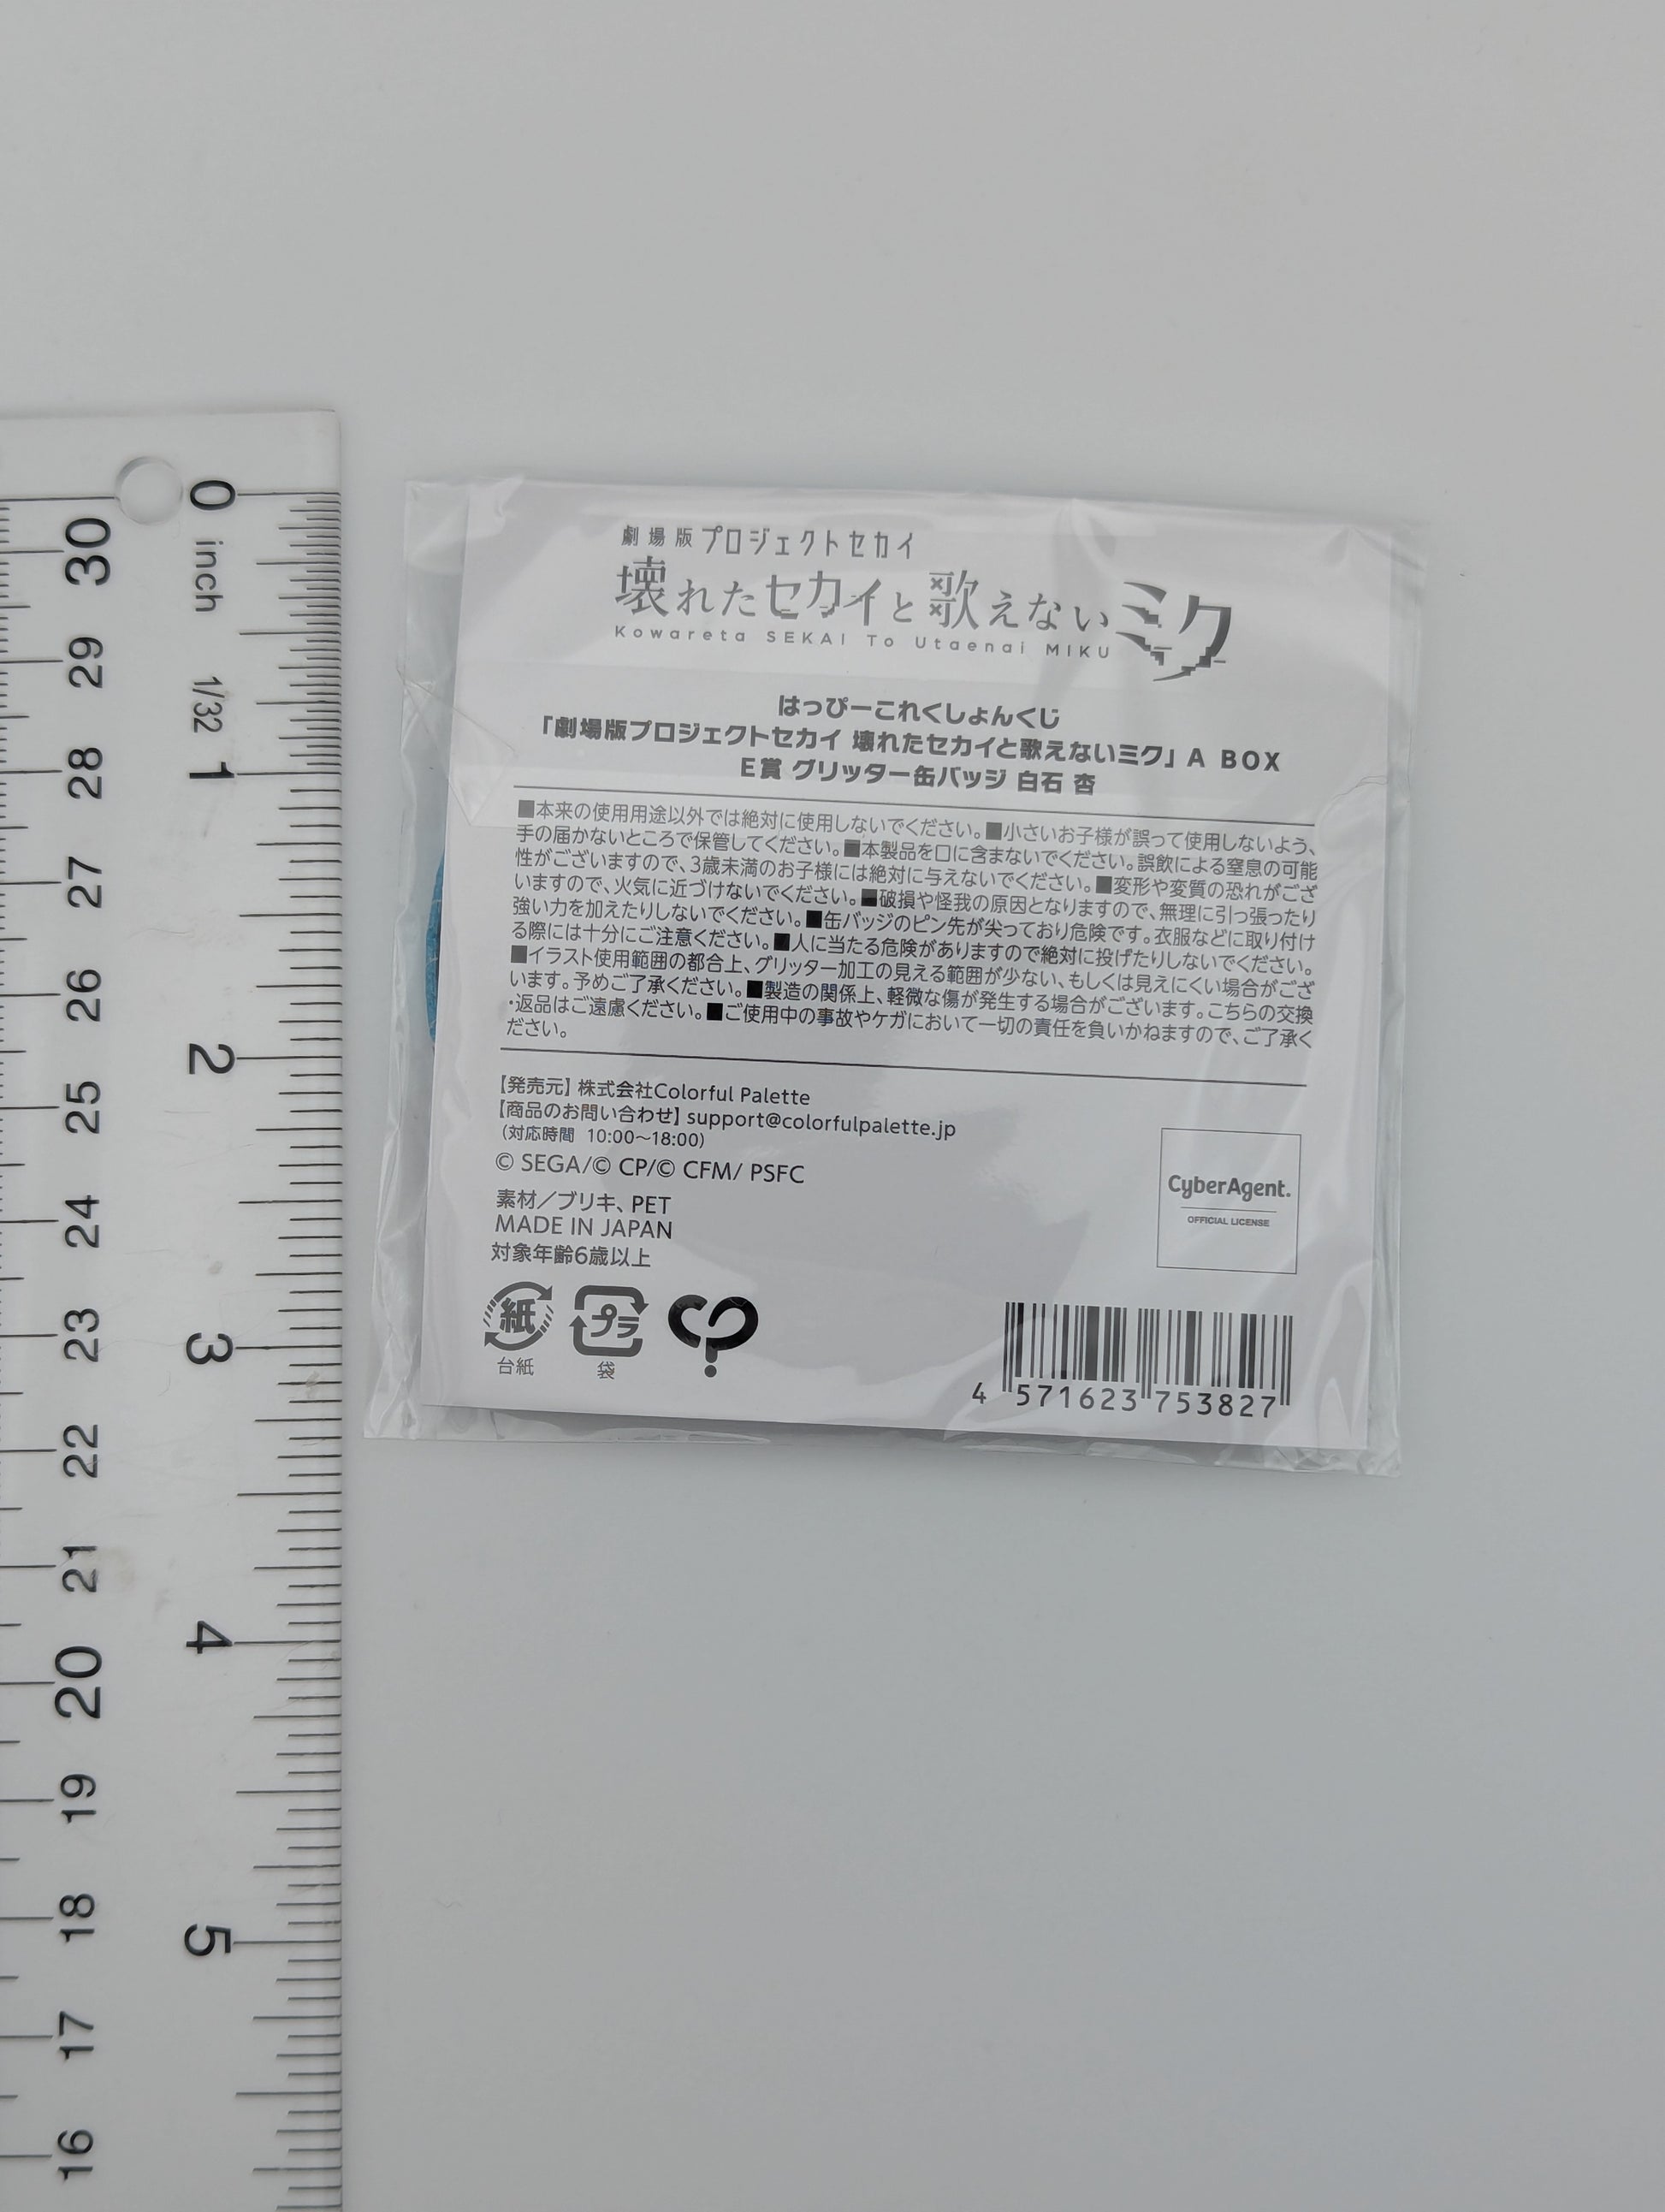 0 inch 1/32 1 2 3 4 5
30 29 28 27 26 25 24 23 22 21 20 19 18 17 16
劇場版プロジェクトセカイ
壊れたセカイと歌えないミク
Kowareta SEKAI To Utaenai MIKU
はっぴーこれくしょんくじ
「劇場版プロジェクトセカイ 壊れたセカイと歌えないミク」A BOX
E賞 グリッター缶バッジ 白石 杏
■本来の使用用途以外では絶対に使用しないでください。■小さいお子様が誤って使用しないよう、
手の届かないところで保管してください。■本製品を口に含まないでください。誤飲による窒息の可能
性がございますので、3歳未満のお子様には絶対に与えないでください。■変形や変質の恐れがござ
いますので、火気に近づけないでください。■破損や怪我の原因となりますので、無理に引っ張ったり
強い力を加えたりしないでください。■缶バッジのピン先が尖っており危険です。衣服などに取り付け
る際には十分にご注意ください。■人に当たる危険がありますので絶対に投げたりしないでください。
■イラスト使用範囲の都合上、グリッター加工の見える範囲が少ない、もしくは見えにくい場合がござ
います。予めご了承ください。■製造の関係上、軽微な傷が発生する場合がございます。こちらの交換
・返品はご遠慮ください。■ご使用中の事故やケガにおいて一切の責任を負いかねますので、ご了承く
ださい。
【発売元】株式会社Colorful Palette
【商品のお問い合わせ】support@colorfulpalette.jp
(対応時間 10:00～18:00)
© SEGA/© CP/© CFM/ PSFC
素材／ブリキ、PET
MADE IN JAPAN
対象年齢6歳以上
CyberAgent.
OFFICIAL LICENSE
紙 プラ
台紙 袋
4 571623 753827